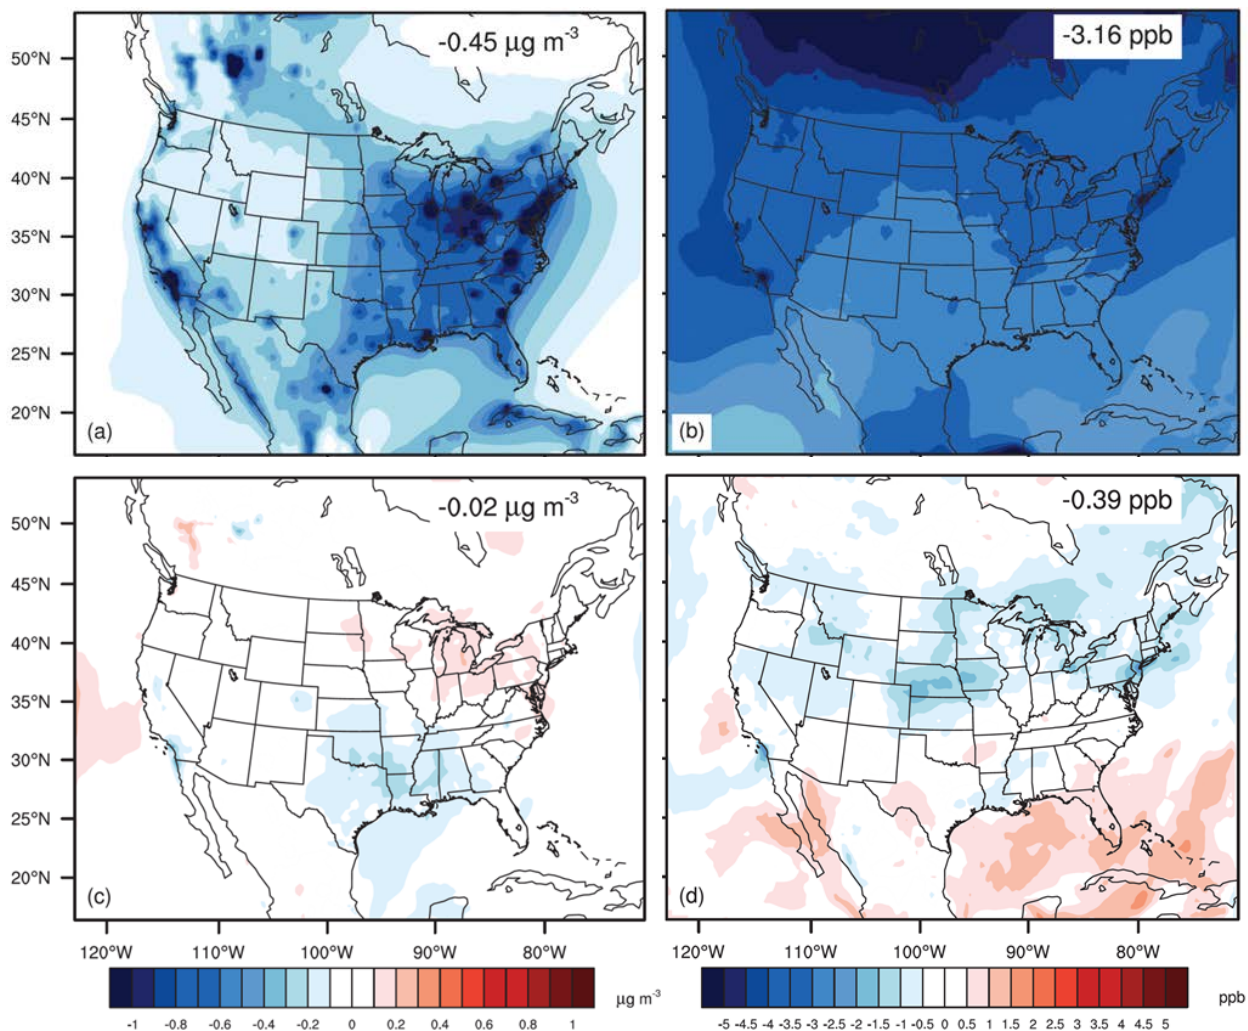 -0.45 μg m-3
-3.16 ppb
50°N
45°N
40°N
35°N
30°N
25°N
20°N
(a)
(b)
-0.02 μg m-3
-0.39 ppb
50°N
45°N
40°N
35°N
30°N
25°N
20°N
(c)
(d)
120°W 110°W 100°W 90°W 80°W
120°W 110°W 100°W 90°W 80°W
μg m-3
ppb
-1 -0.8 -0.6 -0.4 -0.2 0 0.2 0.4 0.6 0.8 1
-5 -4.5 -4 -3.5 -3 -2.5 -2 -1.5 -1 -0.5 0 0.5 1 1.5 2 2.5 3 3.5 4 4.5 5